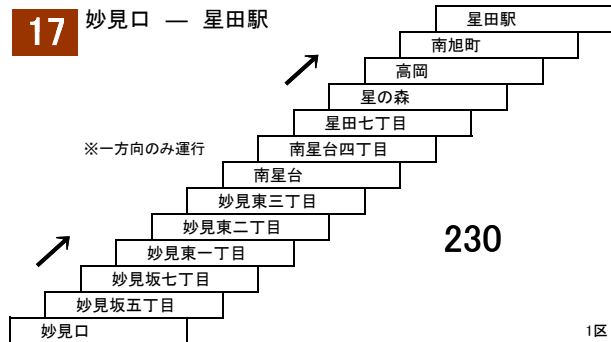 17 妙見口 ― 星田駅
星田駅
南旭町
高岡
星の森
星田七丁目
※一方向のみ運行
南星台四丁目
南星台
妙見東三丁目
妙見東二丁目
230
妙見東一丁目
妙見坂七丁目
妙見坂五丁目
妙見口
1区